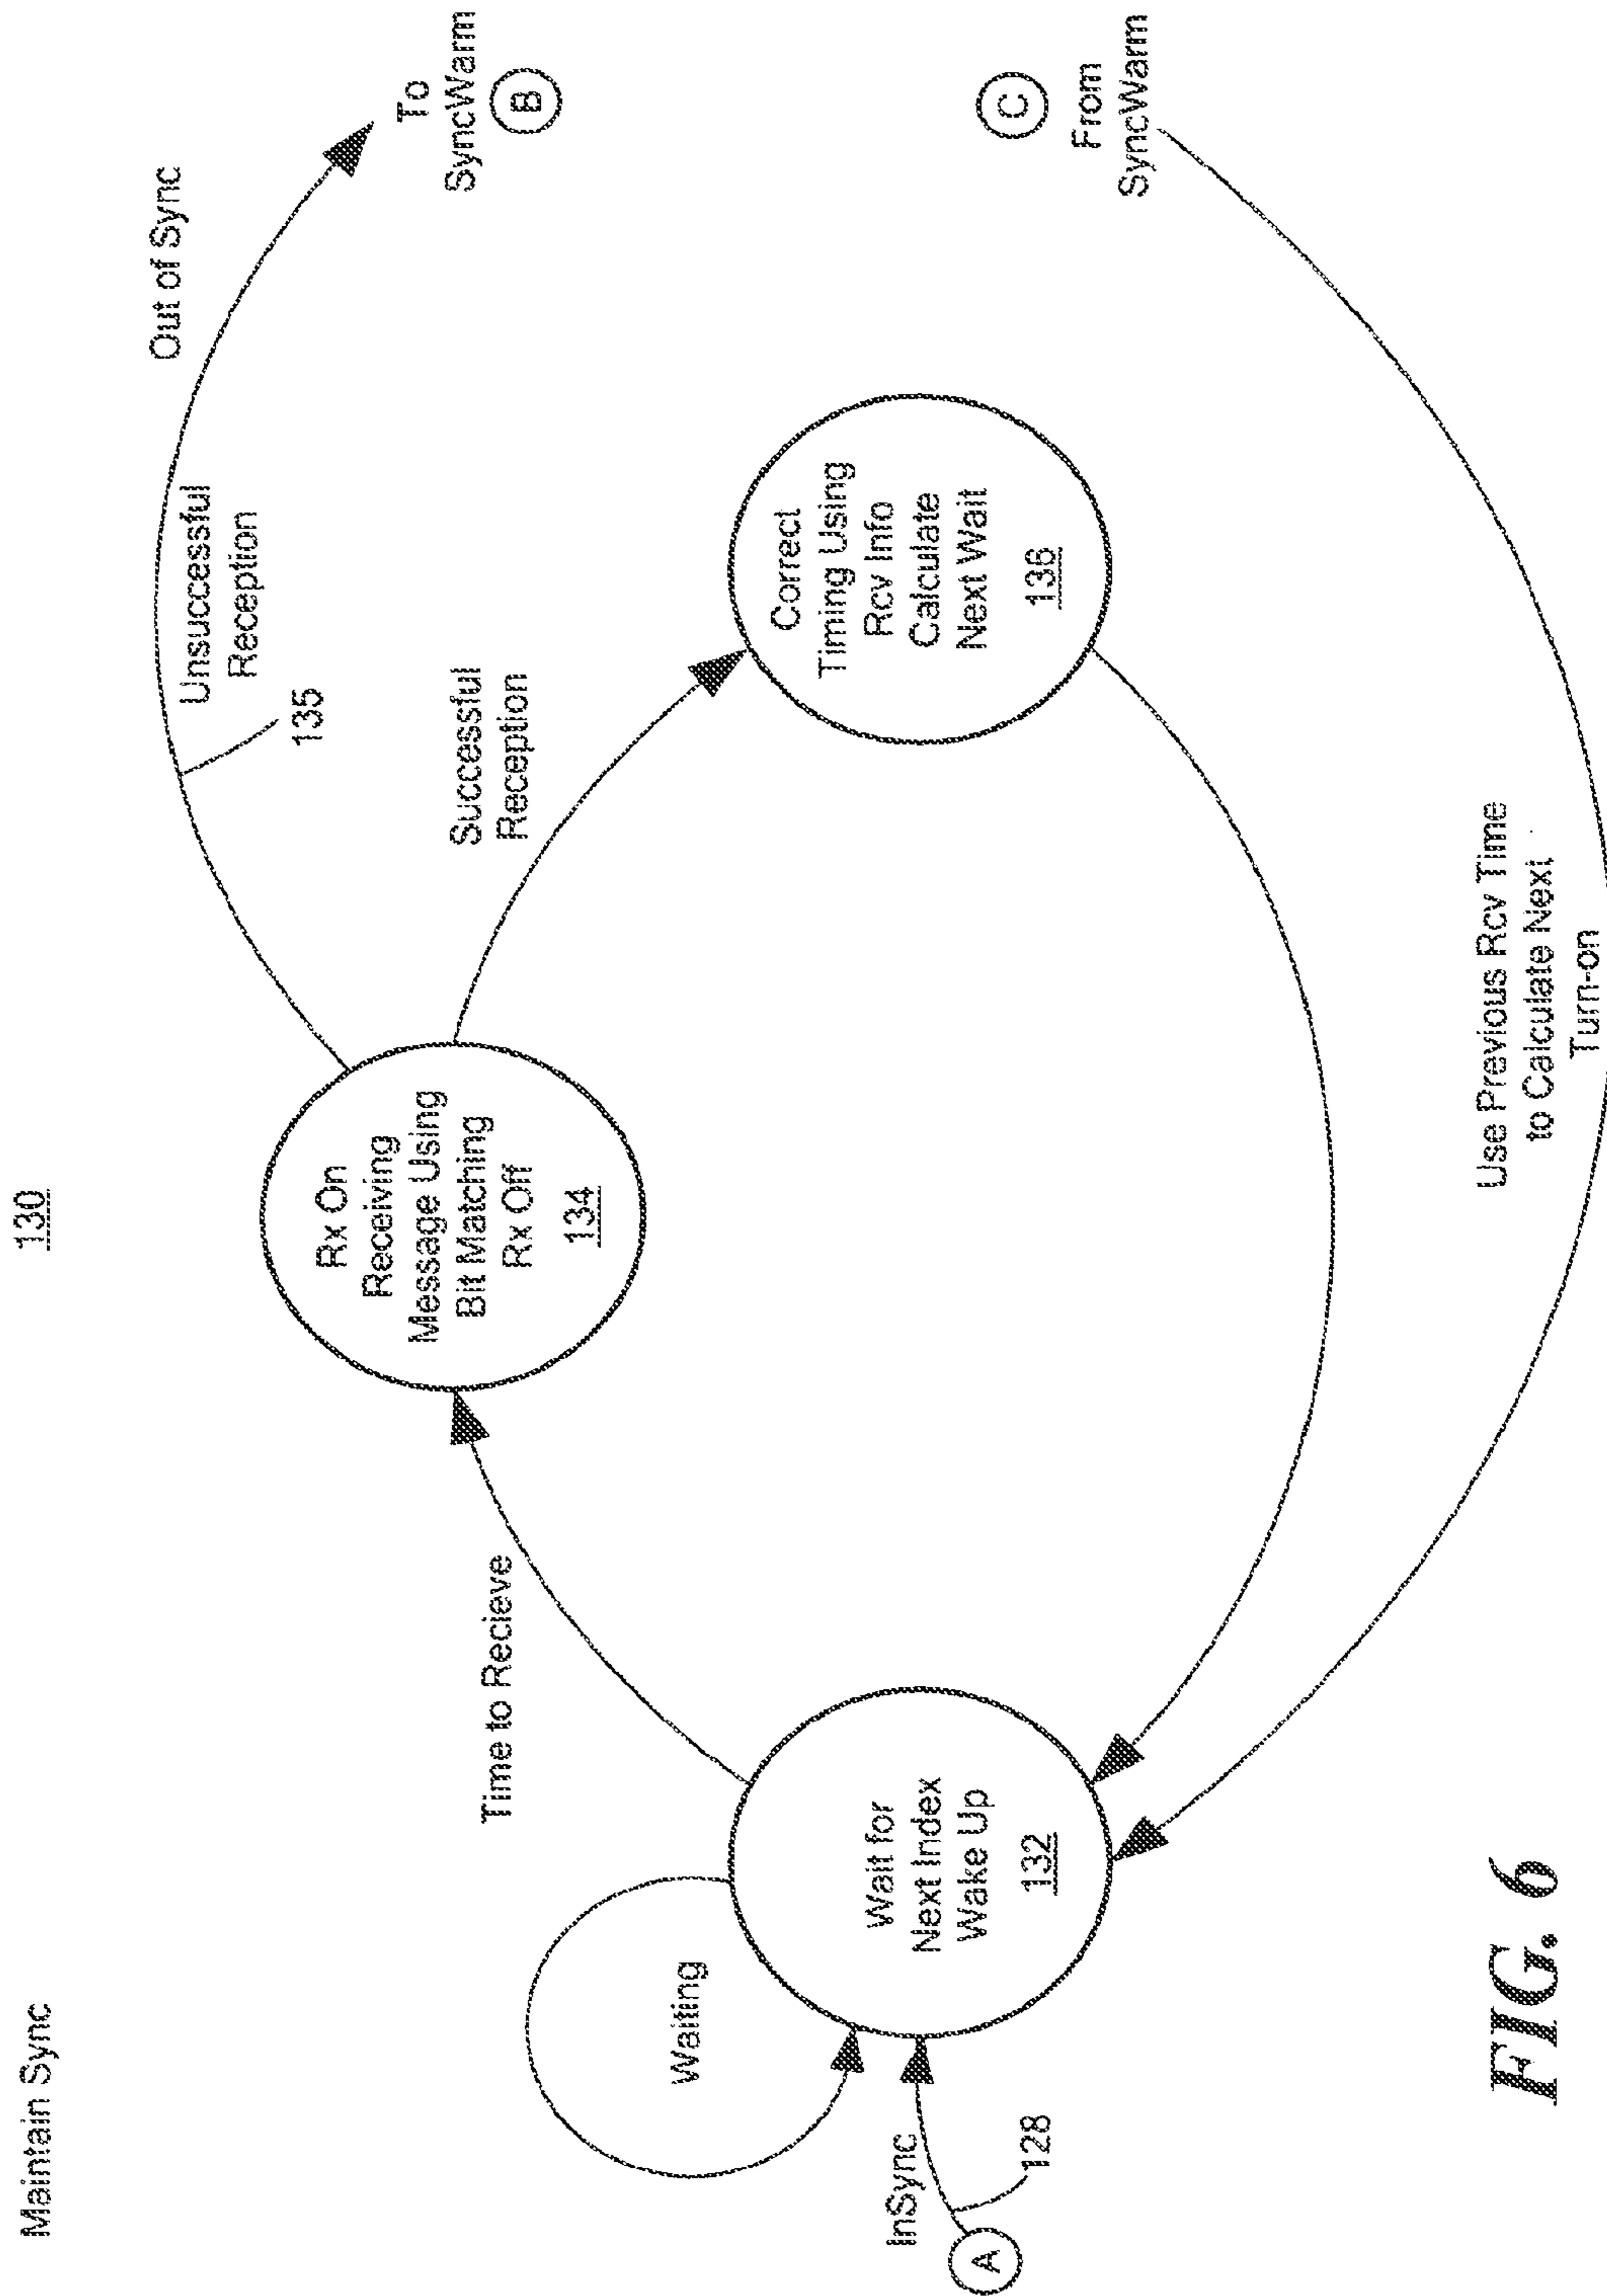 Maintain Sync
130
Out of Sync
Unsuccessful
Reception
135
To
SyncWarm
B
Rx On
Receiving
Message Using
Bit Matching
Rx Off
134
Successful
Reception
Time to Recieve
Waiting
Correct
Timing Using
Rcv Info
Calculate
Next Wait
136
Wait for
Next Index
Wake Up
132
InSync
A
128
C
From
SyncWarm
Use Previous Rcv Time
to Calculate Next
Turn-on
FIG. 6